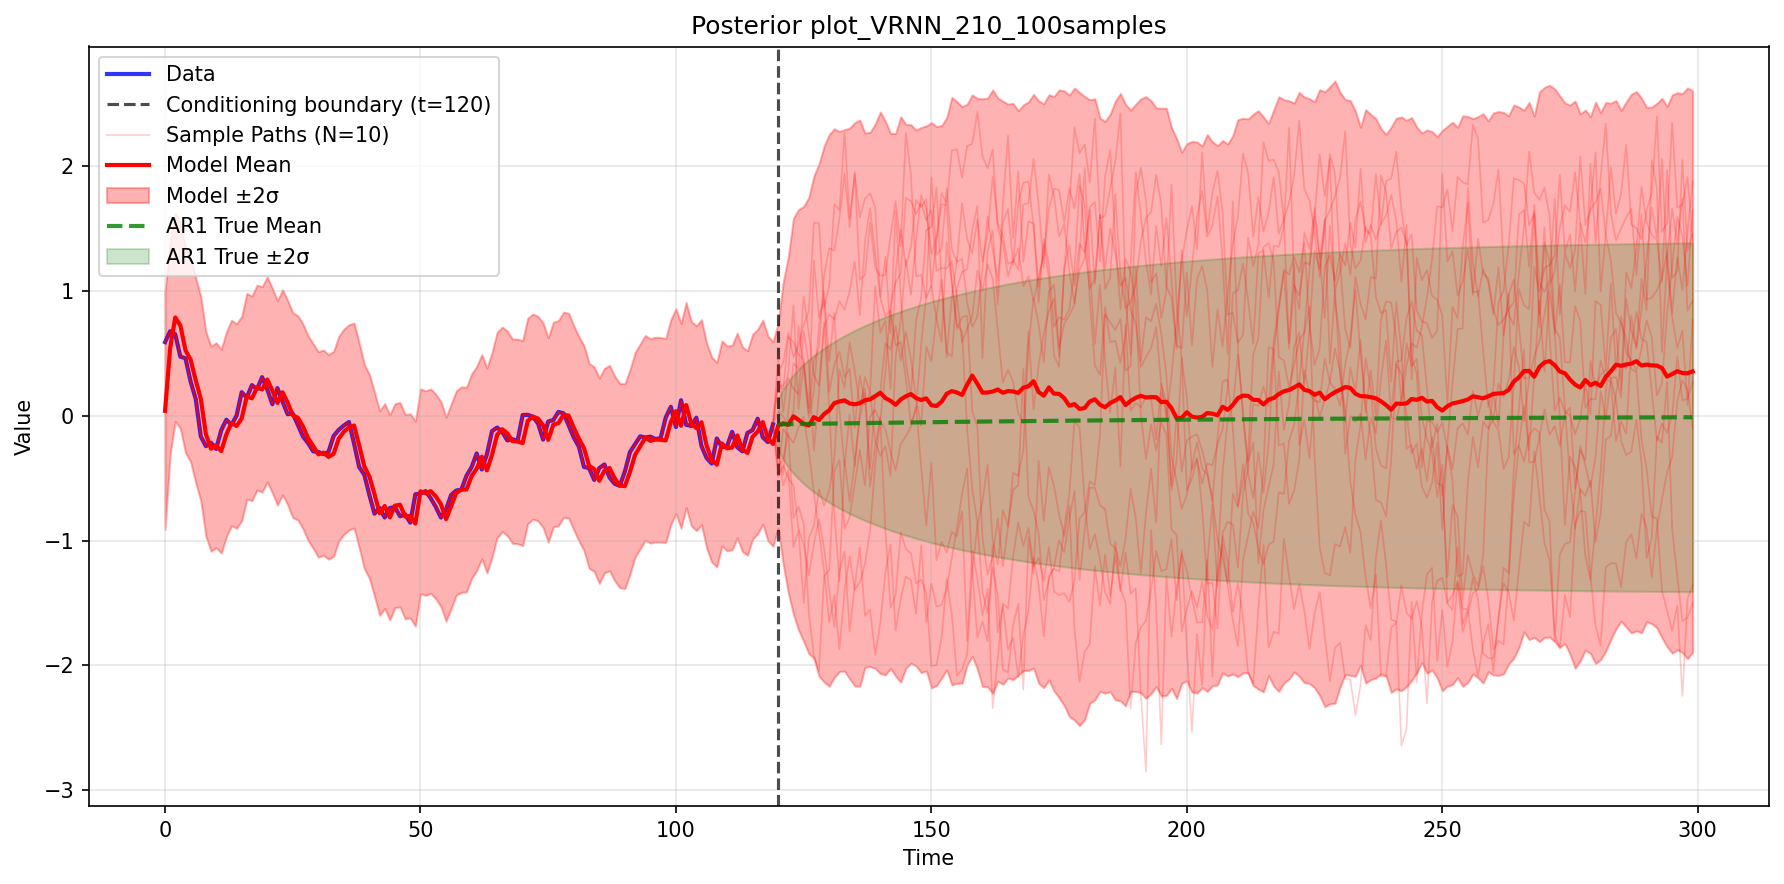 Posterior plot_VRNN_210_100samples
Data
Conditioning boundary (t=120)
Sample Paths (N=10)
Model Mean
Model ±2σ
AR1 True Mean
AR1 True ±2σ
Value
2
1
0
−1
−2
−3
0 50 100 150 200 250 300
Time